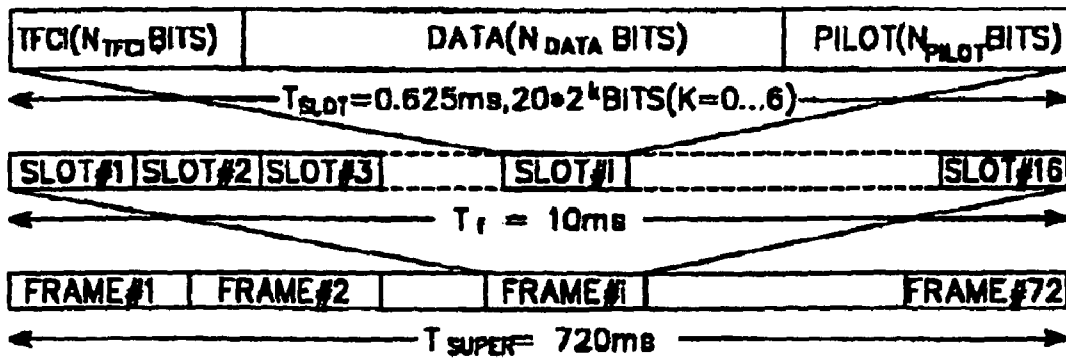 TFCI(N_TFCI BITS) DATA(N_DATA BITS) PILOT(N_PILOT BITS)
T_SLOT=0.625ms,20*2^k BITS(K=0...6)
SLOT#1 SLOT#2 SLOT#3 SLOT#i SLOT#16
T_f = 10ms
FRAME#1 FRAME#2 FRAME#i FRAME#72
T_SUPER= 720ms